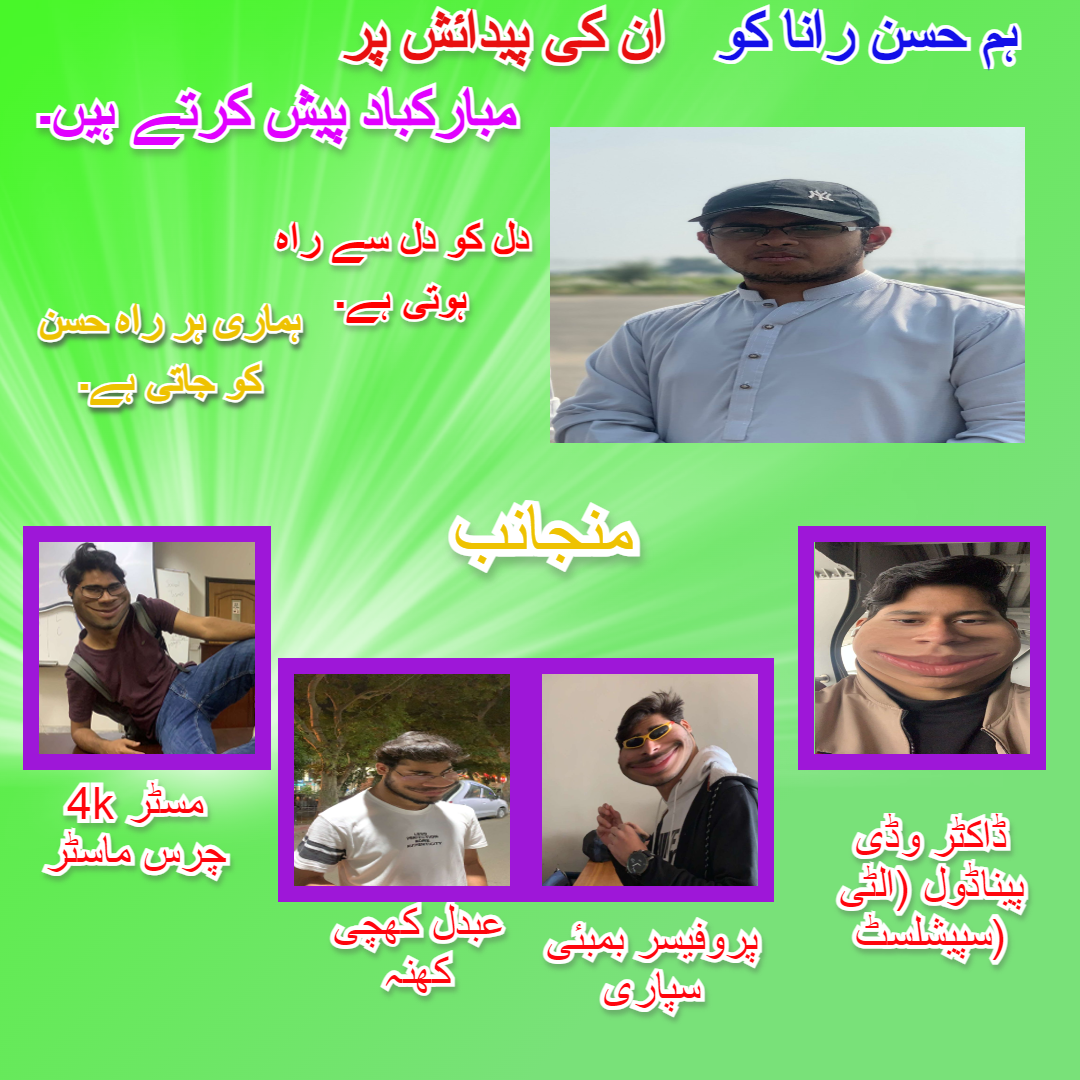 ہم حسن رانا کو ان کی پیدائش پر
مبارکباد پیش کرتے ہیں۔
دل کو دل سے راہ
ہوتی ہے۔
ہماری ہر راہ حسن
کو جاتی ہے۔
منجانب
مسٹر 4k
چرس ماسٹر
عبدل کھچی
کھنہ
پروفیسر بمبئی
سپاری
ڈاکٹر وڈی
پیناڈول (الٹی
سپیشلسٹ)